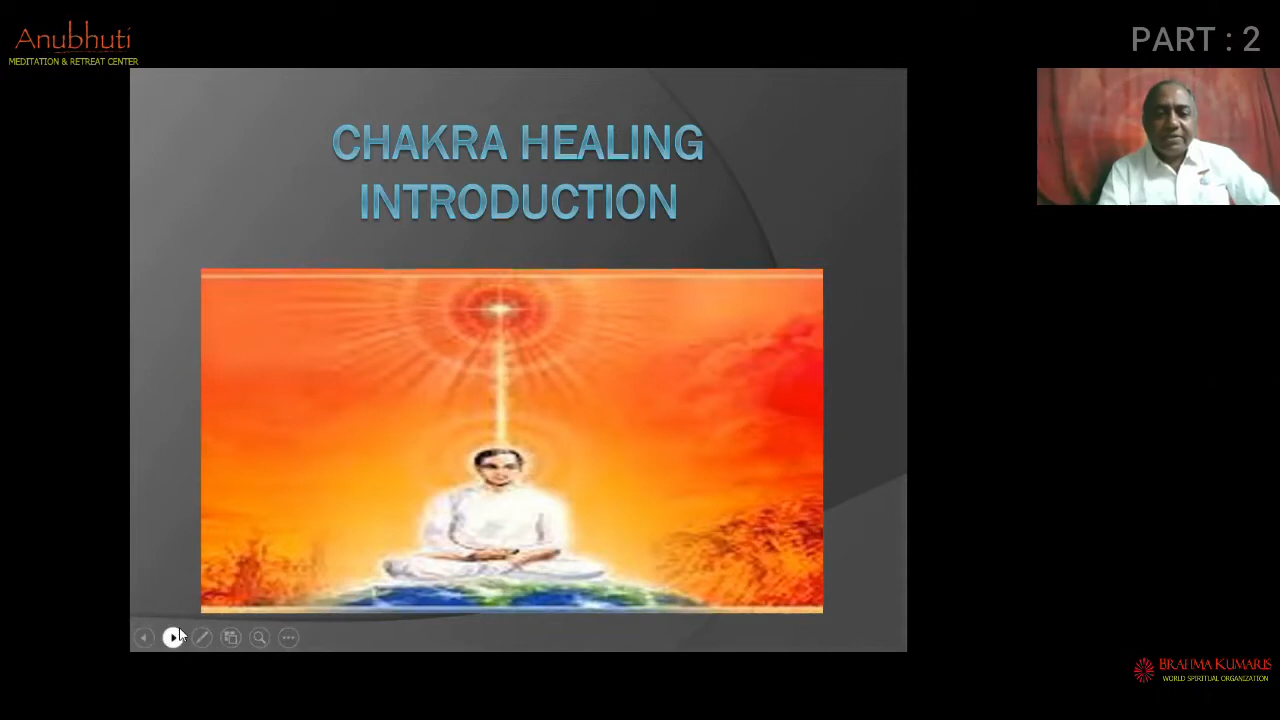 Anubhuti
MEDITATION & RETREAT CENTER
PART : 2
CHAKRA HEALING
INTRODUCTION
BRAHMA KUMARIS
WORLD SPIRITUAL ORGANIZATION